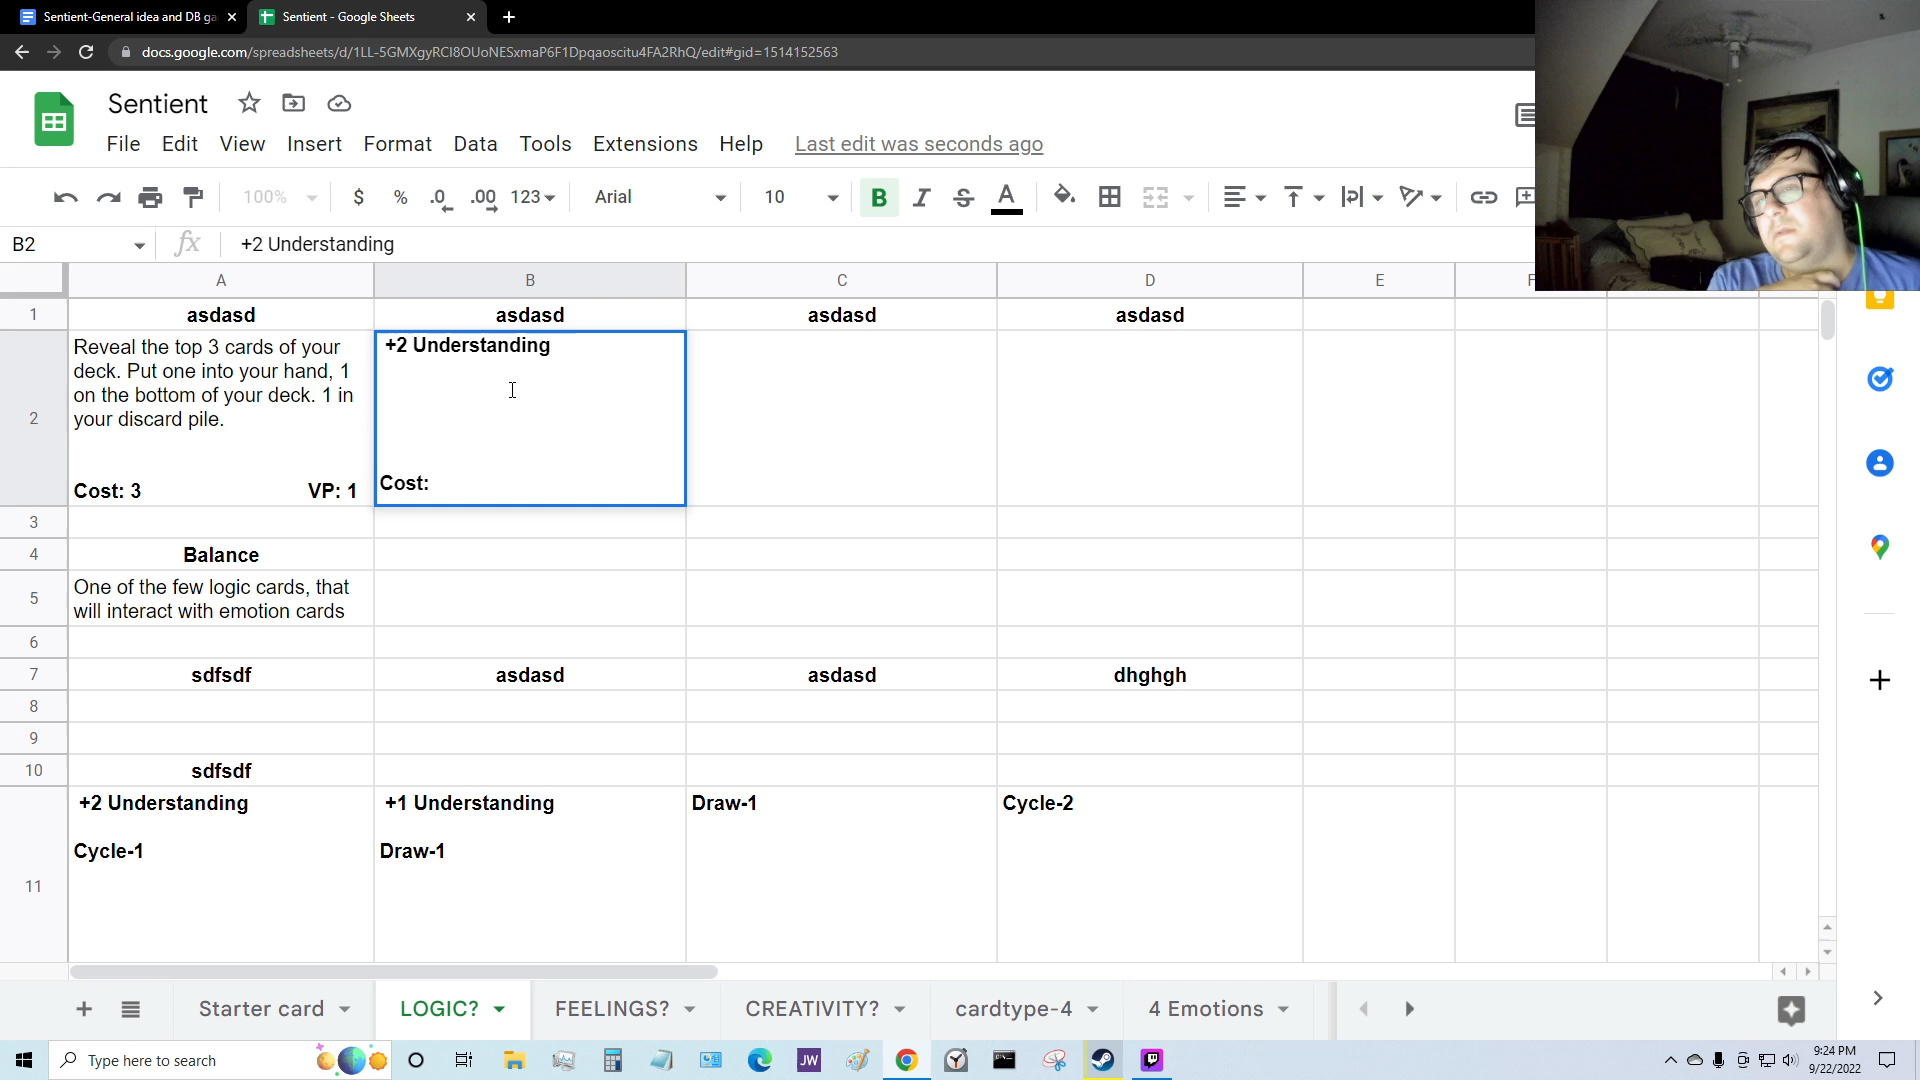 Sentient-General idea and DB ga
Sentient - Google Sheets
docs.google.com/spreadsheets/d/1LL-5GMXgyRCI8OUoNESxmaP6F1Dpqaoscitu4FA2RhQ/edit#gid=1514152563
Sentient
File Edit View Insert Format Data Tools Extensions Help Last edit was seconds ago
100% $ % .0 .00 123 Arial 10 B I S A
B2 fx +2 Understanding
A B C D E F
1 asdasd asdasd asdasd asdasd
2
Reveal the top 3 cards of your
deck. Put one into your hand, 1
on the bottom of your deck. 1 in
your discard pile.
Cost: 3 VP: 1
+2 Understanding
Cost:
3
4 Balance
5
One of the few logic cards, that
will interact with emotion cards
6
7 sdfsdf asdasd asdasd dhghgh
8
9
10 sdfsdf
11
+2 Understanding
Cycle-1
+1 Understanding
Draw-1
Draw-1
Cycle-2
Starter card LOGIC? FEELINGS? CREATIVITY? cardtype-4 4 Emotions
Type here to search
JW
9:24 PM
9/22/2022